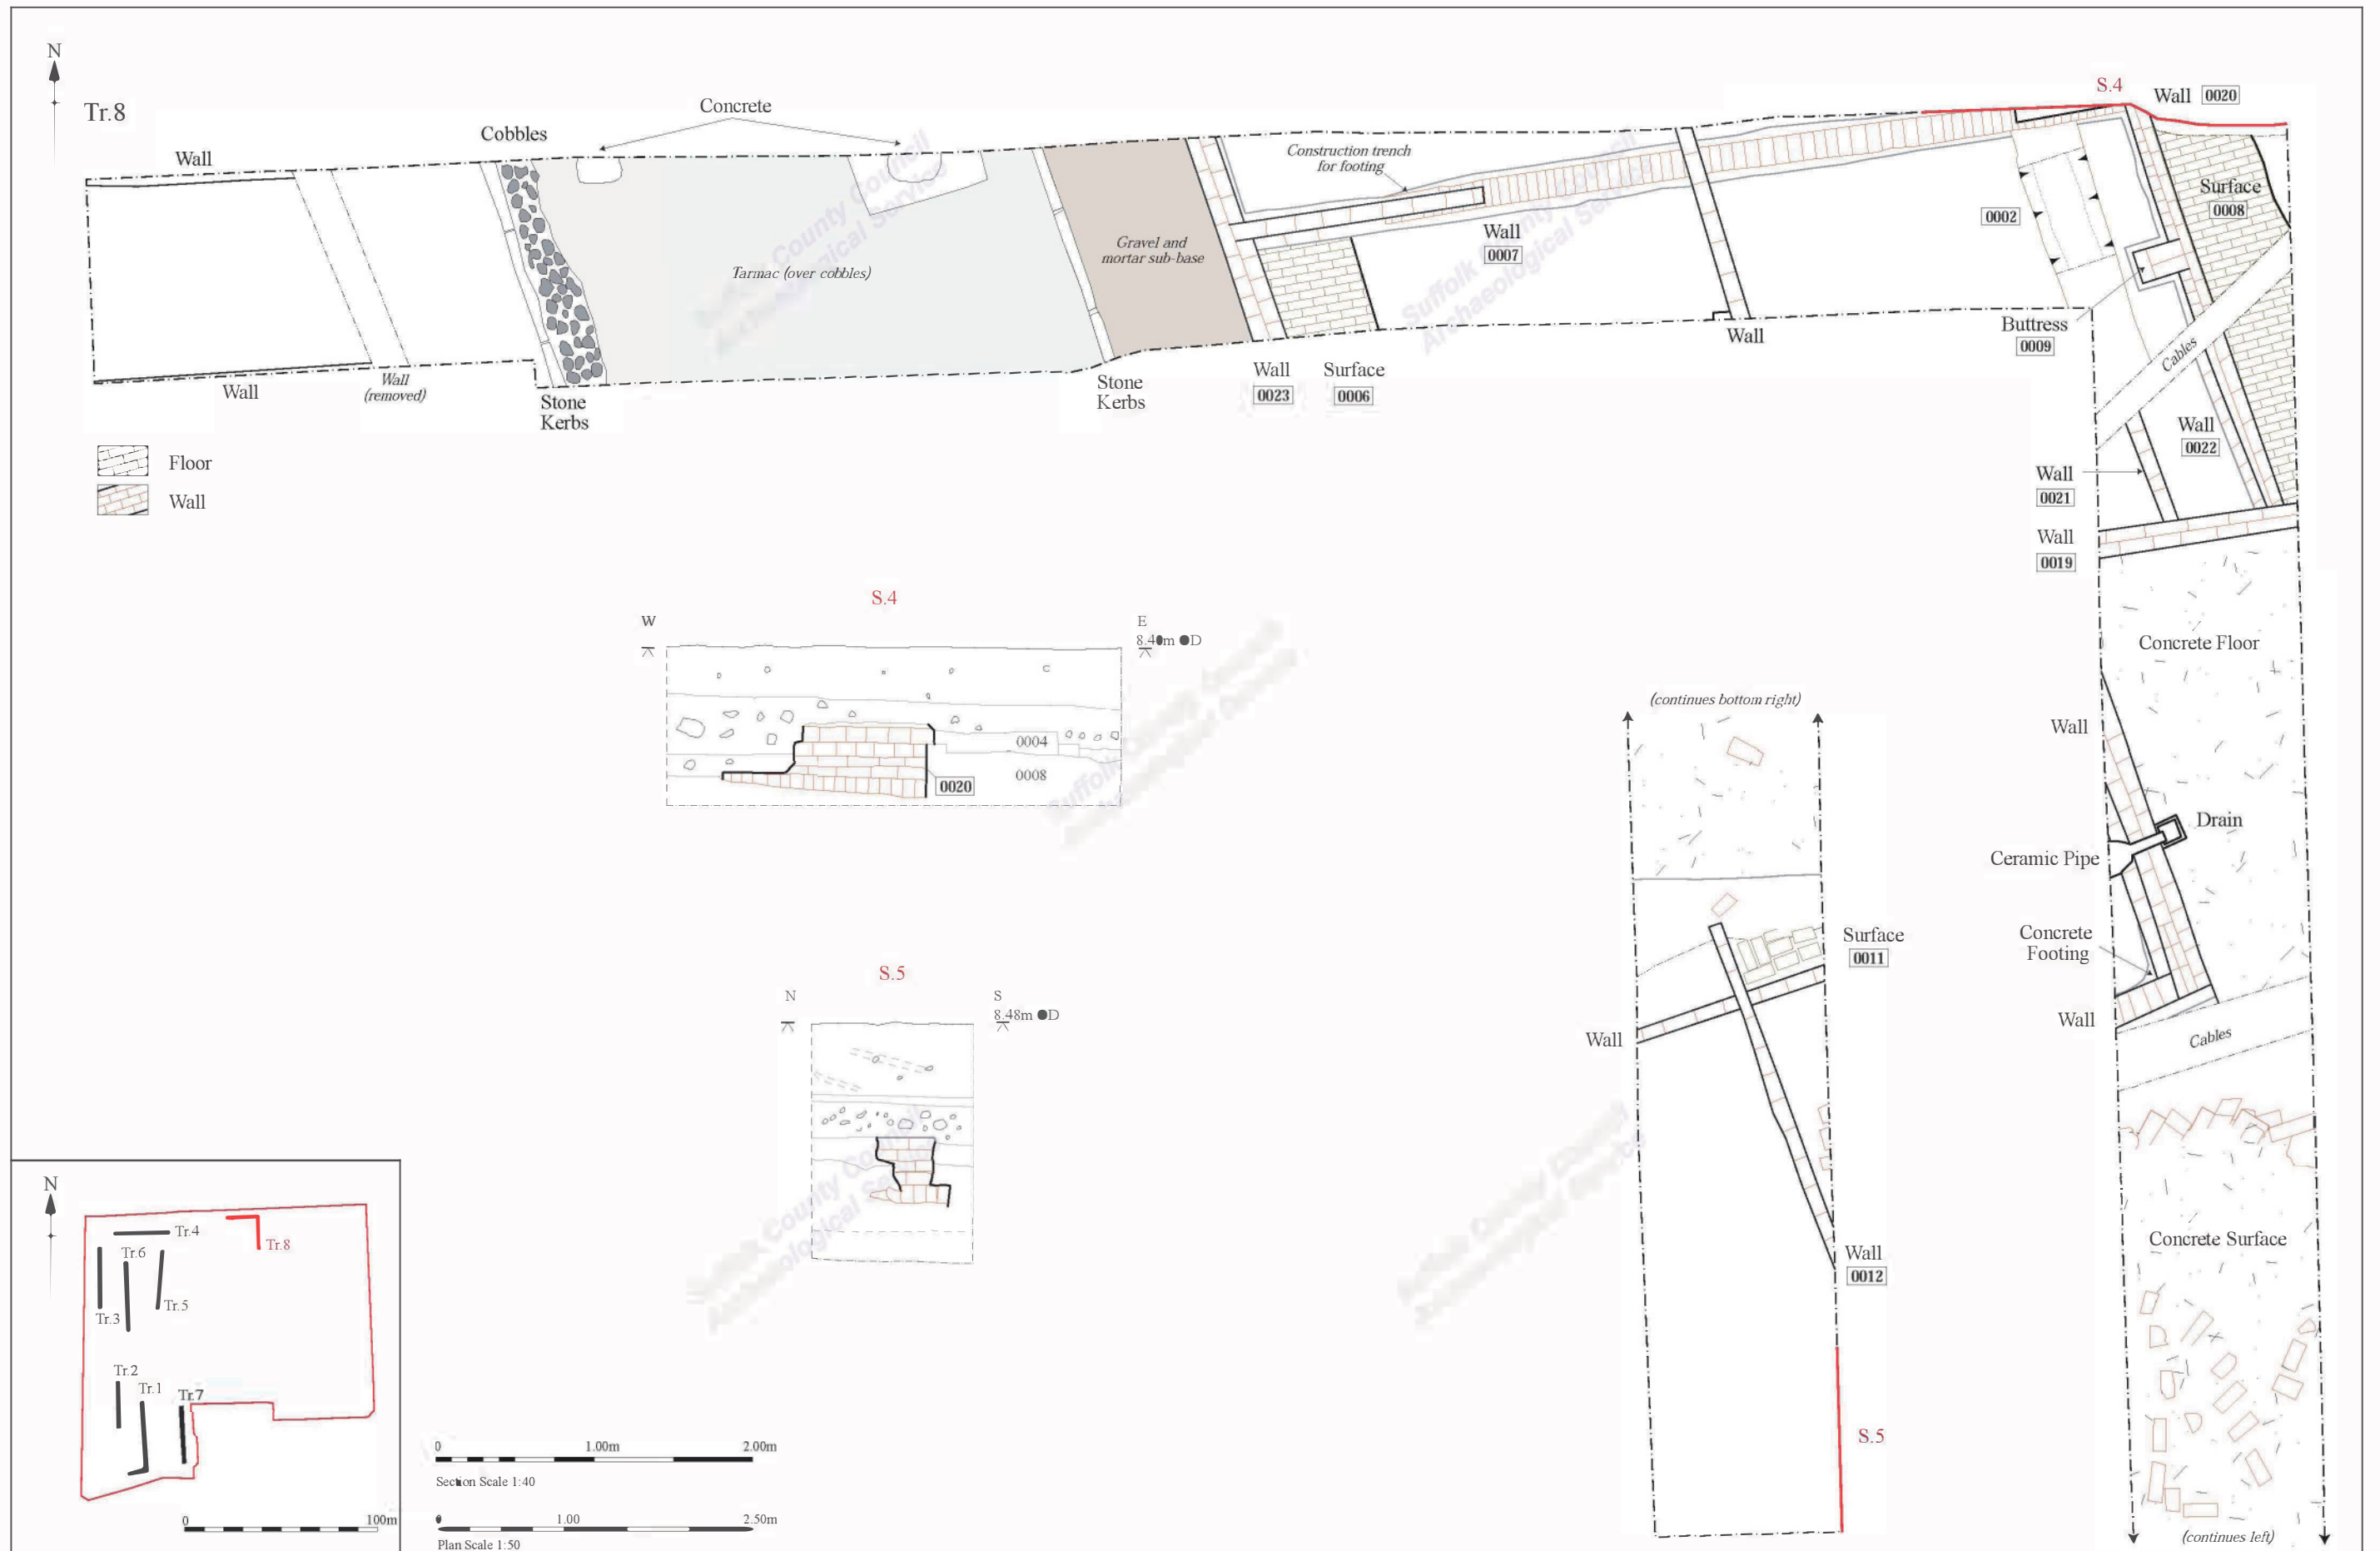 N
Tr.8
Concrete
Cobbles
Wall
S.4
Wall 0020
Construction trench
for footing
Surface
0008
0002
Wall
0007
Gravel and
mortar sub-base
Tarmac (over cobbles)
Buttress
0009
Wall
Cables
Wall
Wall
(removed)
Stone
Kerbs
Stone
Kerbs
Wall
0023
Surface
0006
Wall
0022
Floor
Wall
Wall
0021
Wall
0019
S.4
W
E
Concrete Floor
0004
0008
0020
(continues bottom right)
Wall
Drain
Ceramic Pipe
Surface
0011
Concrete
Footing
S.5
N
S
8.48m OD
Wall
Wall
Cables
Wall
0012
Concrete Surface
S.5
(continues left)
N
Tr.4
Tr.8
Tr.6
Tr.5
Tr.3
Tr.2
Tr.1
Tr.7
0
100m
0
1.00m
2.00m
Section Scale 1:40
0
1.00
2.50m
Plan Scale 1:50
Suffolk County Council
Archaeological Service